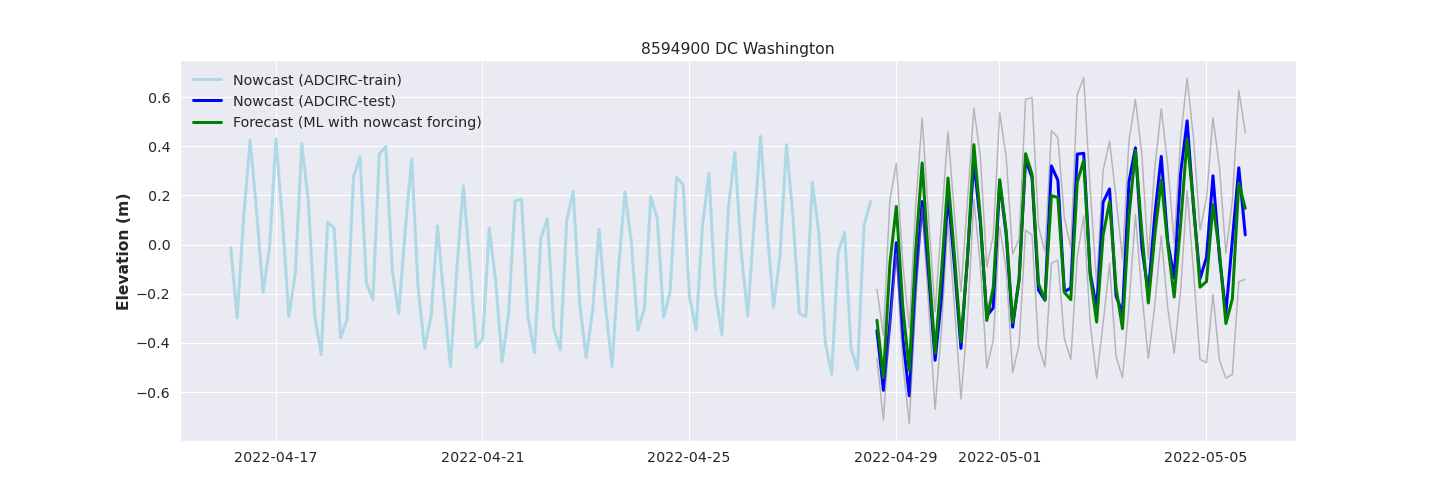 8594900 DC Washington
Nowcast (ADCIRC-train)
Nowcast (ADCIRC-test)
Forecast (ML with nowcast forcing)
Elevation (m)
0.6
0.4
0.2
0.0
−0.2
−0.4
−0.6
2022-04-17 2022-04-21 2022-04-25 2022-04-29 2022-05-01 2022-05-05